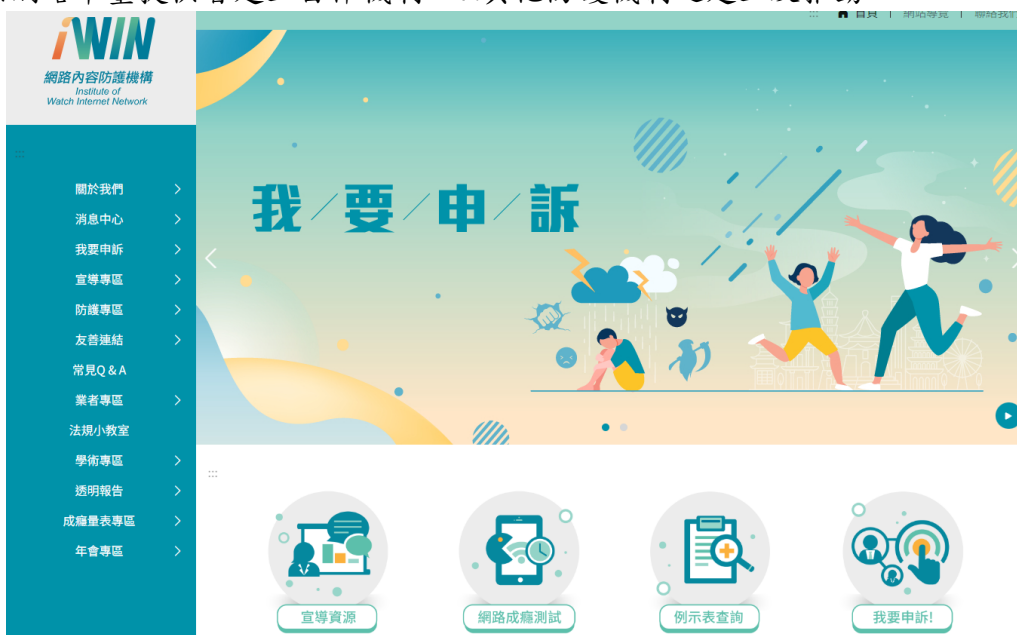 首頁 | 網站導覽 | 聯絡我們
iWIN
網路內容防護機構
Institute of
Watch Internet Network
關於我們
消息中心
我要申訴
宣導專區
防護專區
友善連結
常見Q & A
業者專區
法規小教室
學術專區
透明報告
成癮量表專區
年會專區
我/要/申/訴
宣導資源
網路成癮測試
例示表查詢
我要申訴!